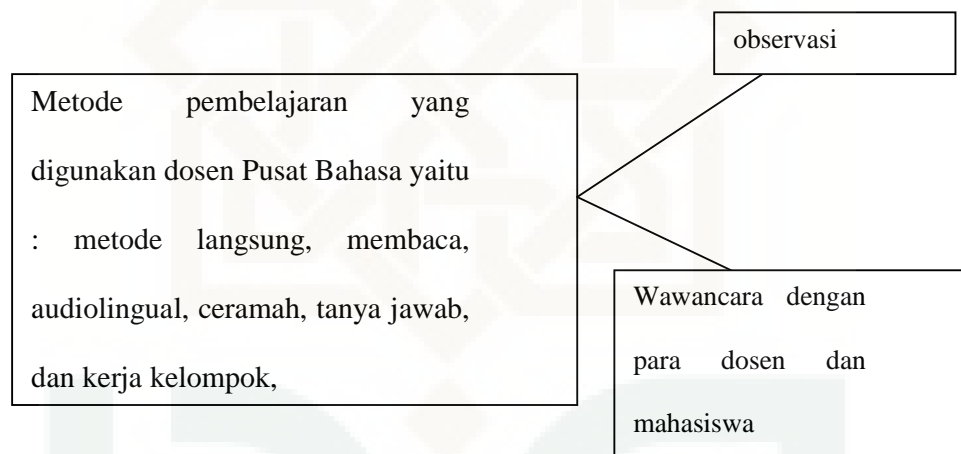 observasi
Metode pembelajaran yang
digunakan dosen Pusat Bahasa yaitu
: metode langsung, membaca,
audiolingual, ceramah, tanya jawab,
dan kerja kelompok,
Wawancara dengan
para dosen dan
mahasiswa